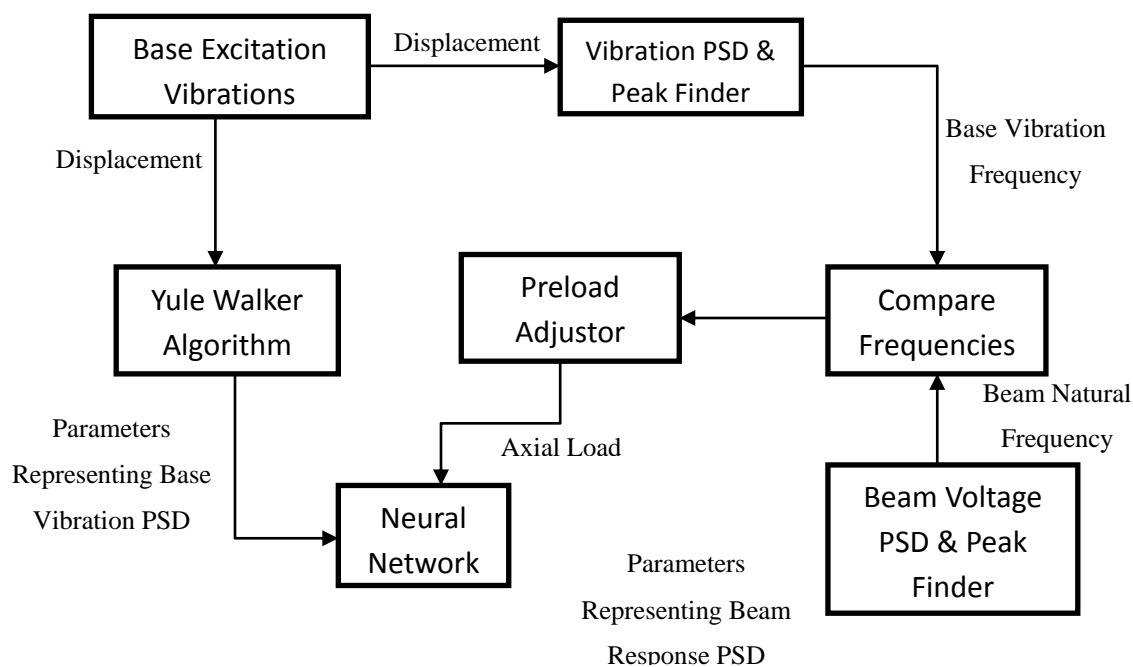 Base Excitation
Vibrations
Displacement
Vibration PSD &
Peak Finder
Displacement
Base Vibration
Frequency
Yule Walker
Algorithm
Preload
Adjustor
Compare
Frequencies
Parameters
Representing Base
Vibration PSD
Axial Load
Beam Natural
Frequency
Neural
Network
Beam Voltage
PSD & Peak
Finder
Parameters
Representing Beam
Response PSD